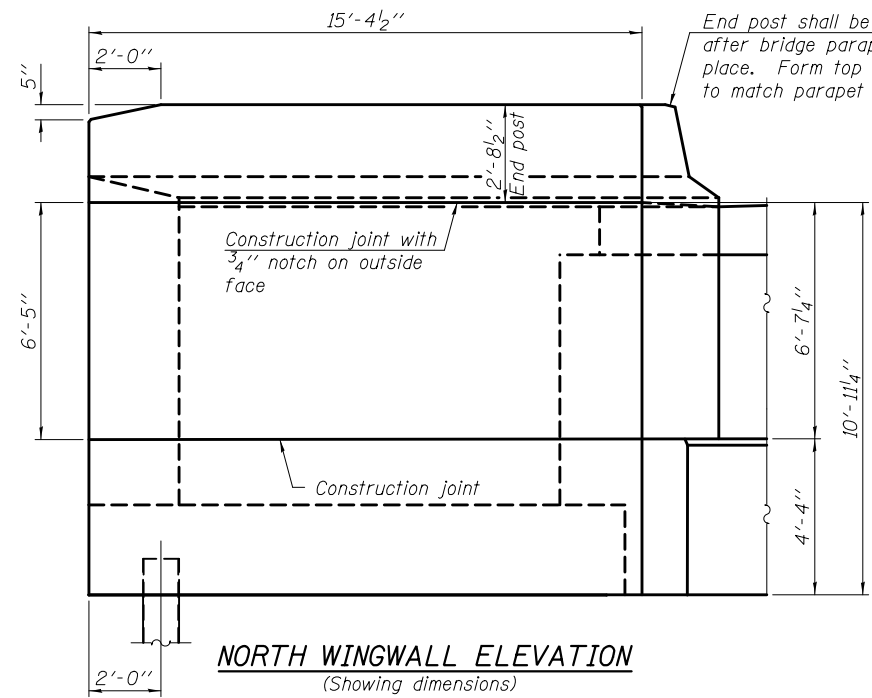 15'-4½"
2'-0"
5"
End post shall be
after bridge parap
place. Form top
to match parapet
2'-8½"
End post
Construction joint with
¾" notch on outside
face
6'-5"
6'-7¼"
10'-11¼"
Construction joint
4'-4"
NORTH WINGWALL ELEVATION
(Showing dimensions)
2'-0"